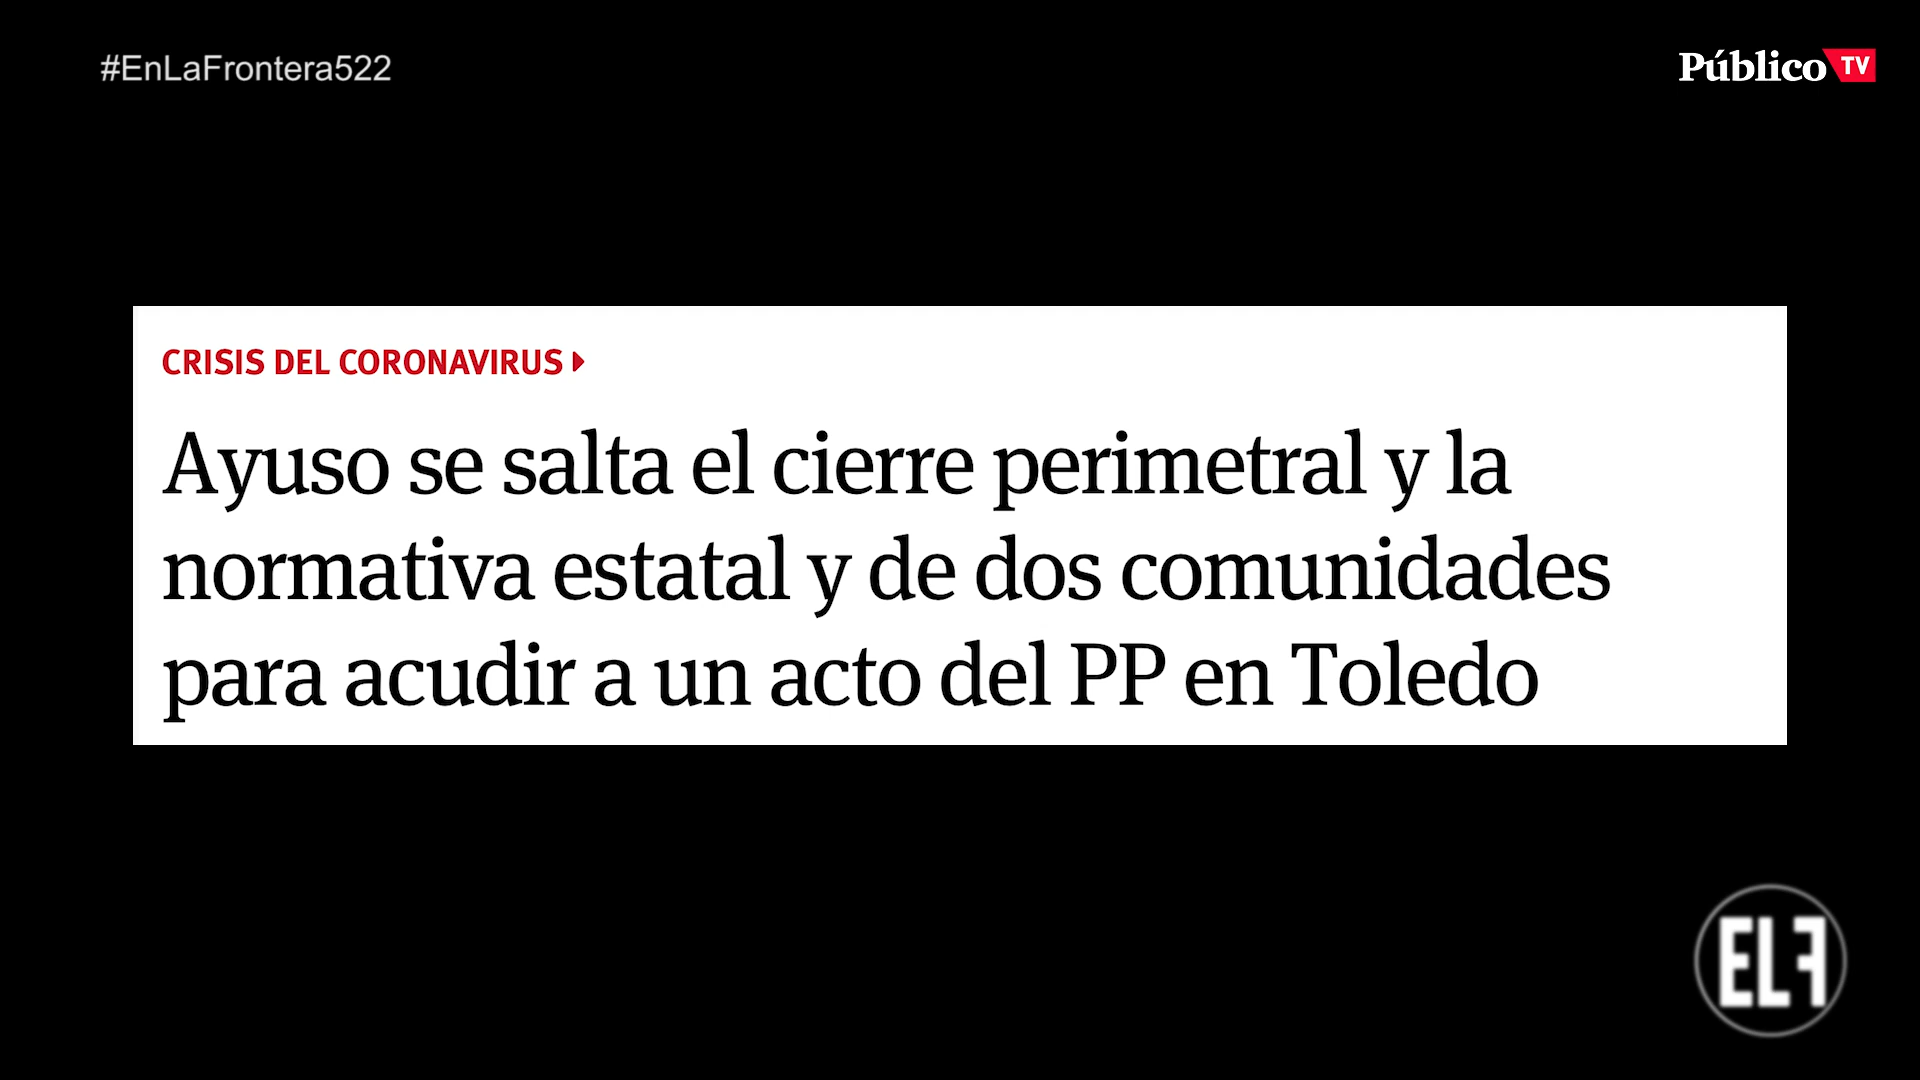 #EnLaFrontera522
Público TV
CRISIS DEL CORONAVIRUS
Ayuso se salta el cierre perimetral y la
normativa estatal y de dos comunidades
para acudir a un acto del PP en Toledo
ELF